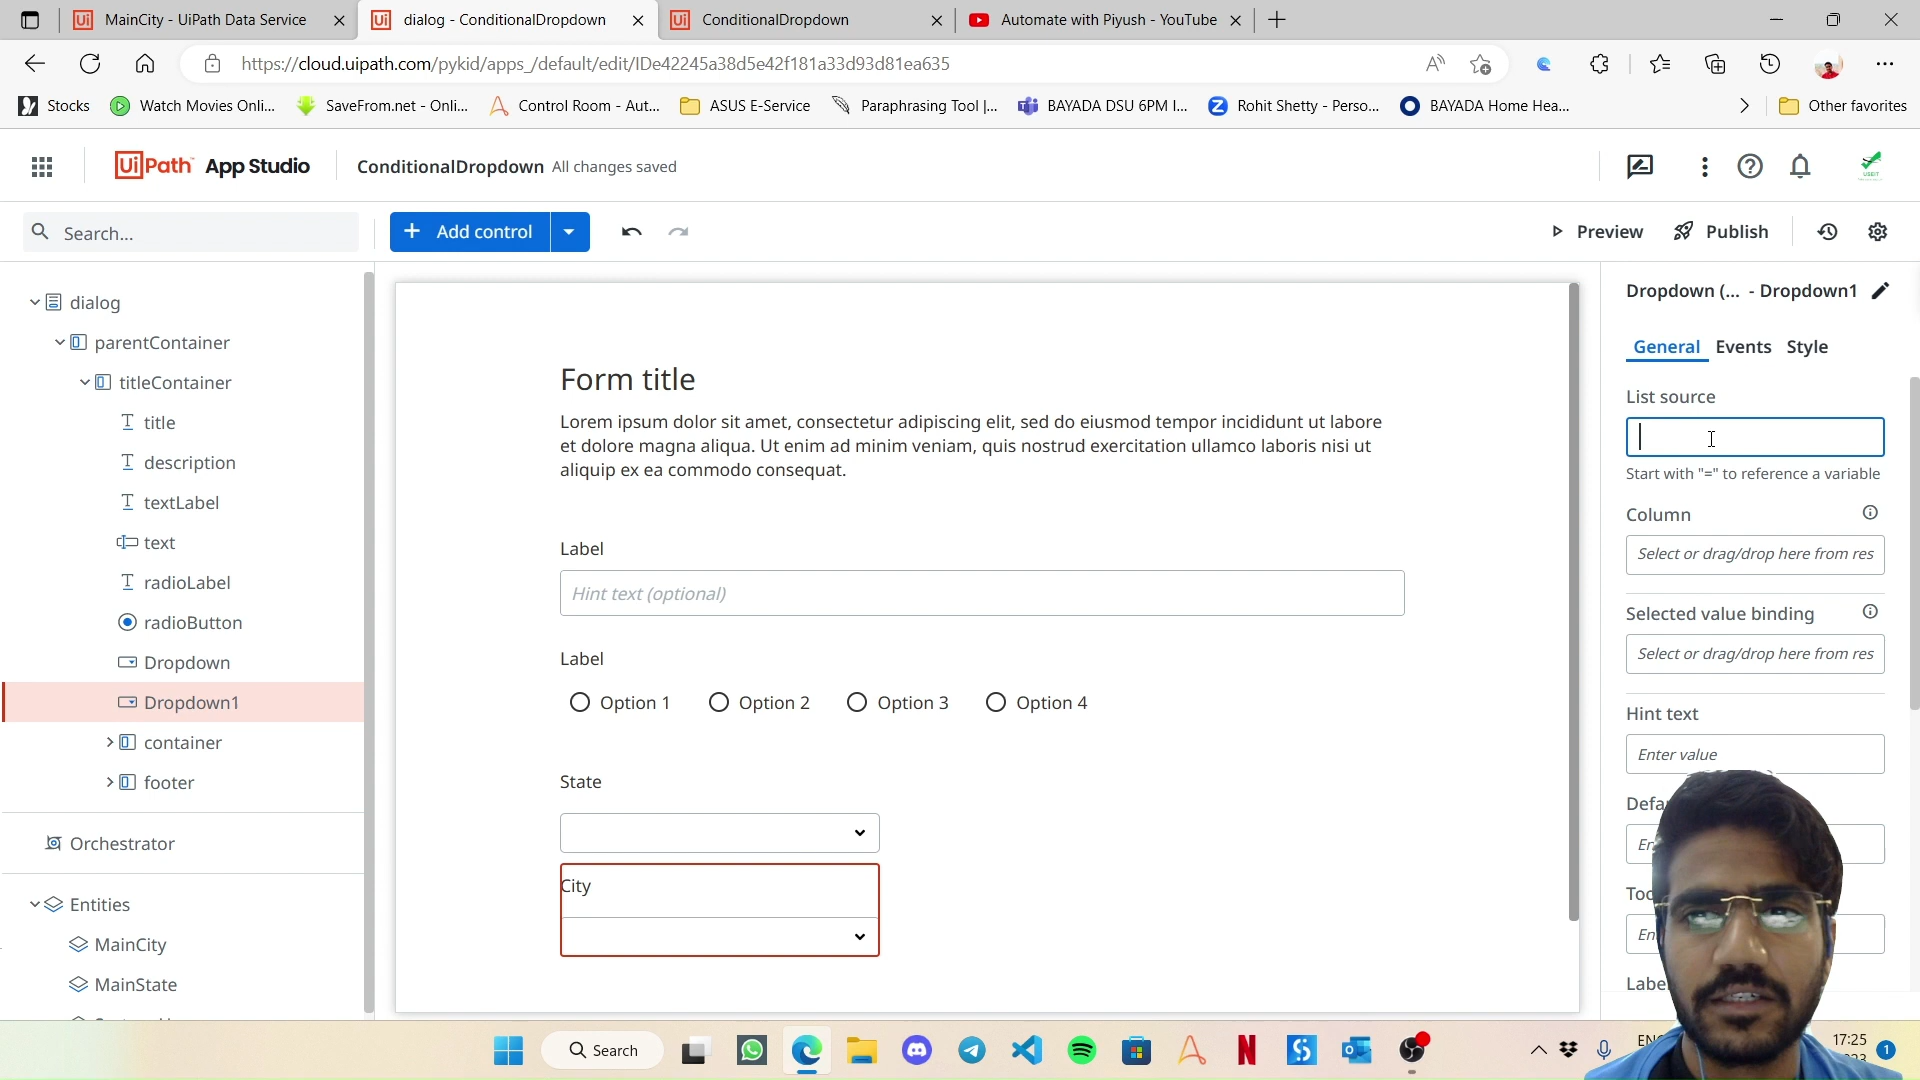 MainCity - UiPath Data Service
dialog - ConditionalDropdown
ConditionalDropdown
Automate with Piyush - YouTube
https://cloud.uipath.com/pykid/apps_/default/edit/IDe42245a38d5e42f181a33d93d81ea635
Stocks
Watch Movies Onli...
SaveFrom.net - Onli...
Control Room - Aut...
ASUS E-Service
Paraphrasing Tool |...
BAYADA DSU 6PM I...
Rohit Shetty - Perso...
BAYADA Home Hea...
Other favorites
UiPath App Studio
ConditionalDropdown All changes saved
Search...
+ Add control
Preview
Publish
dialog
parentContainer
titleContainer
title
description
textLabel
text
radioLabel
radioButton
Dropdown
Dropdown1
container
footer
Orchestrator
Entities
MainCity
MainState
Form title
Lorem ipsum dolor sit amet, consectetur adipiscing elit, sed do eiusmod tempor incididunt ut labore
et dolore magna aliqua. Ut enim ad minim veniam, quis nostrud exercitation ullamco laboris nisi ut
aliquip ex ea commodo consequat.
Label
Hint text (optional)
Label
Option 1 Option 2 Option 3 Option 4
State
City
Dropdown (... - Dropdown1
General Events Style
List source
Start with "=" to reference a variable
Column
Select or drag/drop here from res
Selected value binding
Select or drag/drop here from res
Hint text
Enter value
Search
17:25
1